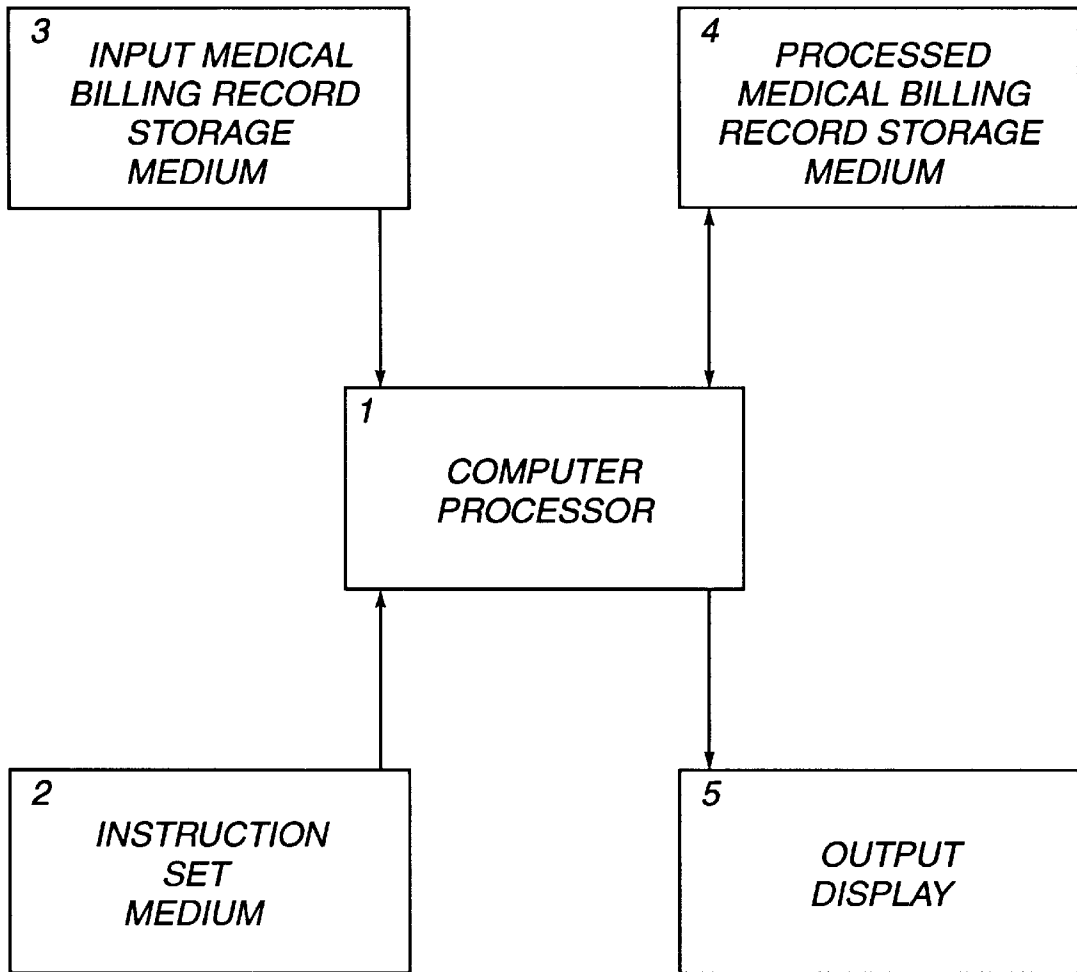 3
INPUT MEDICAL
BILLING RECORD
STORAGE
MEDIUM
4
PROCESSED
MEDICAL BILLING
RECORD STORAGE
MEDIUM
1
COMPUTER
PROCESSOR
2
INSTRUCTION
SET
MEDIUM
5
OUTPUT
DISPLAY